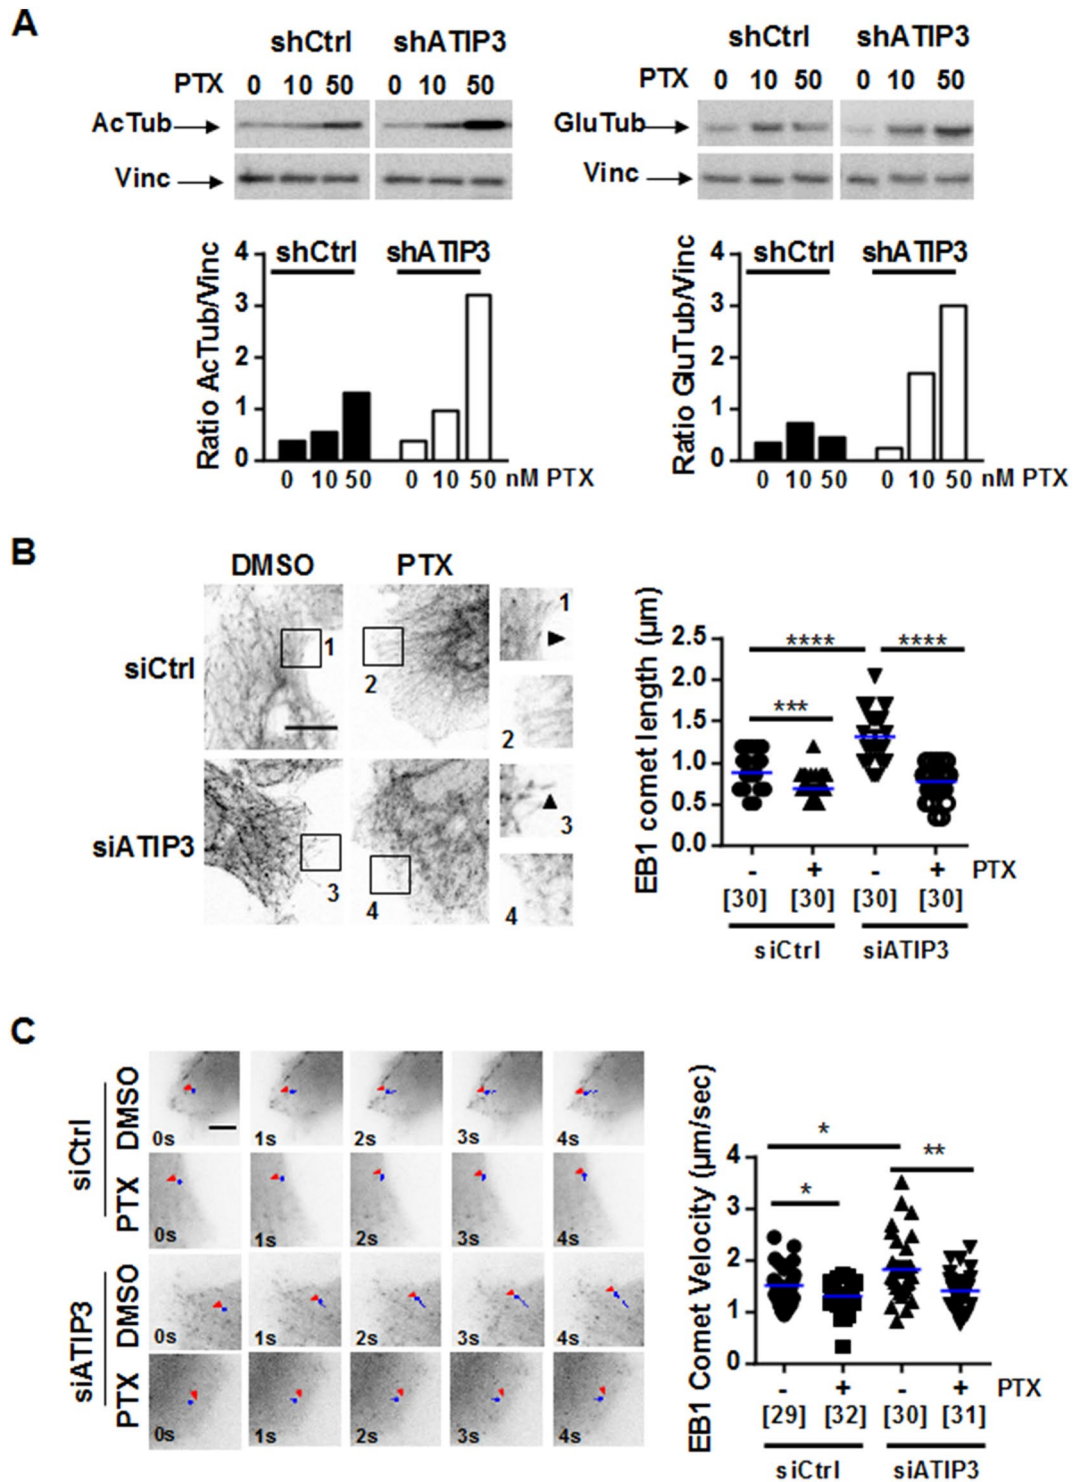 A
shCtrl shATIP3
PTX 0 10 50 0 10 50
AcTub
Vinc
shCtrl shATIP3
PTX 0 10 50 0 10 50
GluTub
Vinc
Ratio AcTub/Vinc
4
3
2
1
0
shCtrl shATIP3
0 10 50 0 10 50 nM PTX
Ratio GluTub/Vinc
4
3
2
1
0
shCtrl shATIP3
0 10 50 0 10 50 nM PTX
B
DMSO PTX
siCtrl
1
2
1
2
siATIP3
3
4
3
4
EB1 comet length (µm)
2.5
2.0
1.5
1.0
0.5
0.0
**** ****
***
- + - + PTX
[30] [30] [30] [30]
siCtrl siATIP3
C
siCtrl
DMSO
0s 1s 2s 3s 4s
PTX
0s 1s 2s 3s 4s
siATIP3
DMSO
0s 1s 2s 3s 4s
PTX
0s 1s 2s 3s 4s
EB1 Comet Velocity (µm/sec)
4
3
2
1
0
*
**
*
- + - + PTX
[29] [32] [30] [31]
siCtrl siATIP3